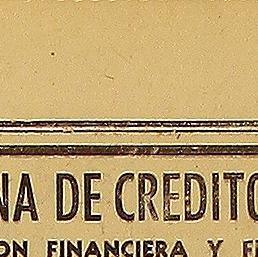 NA DE CREDITO
ON FINANCIERA Y F